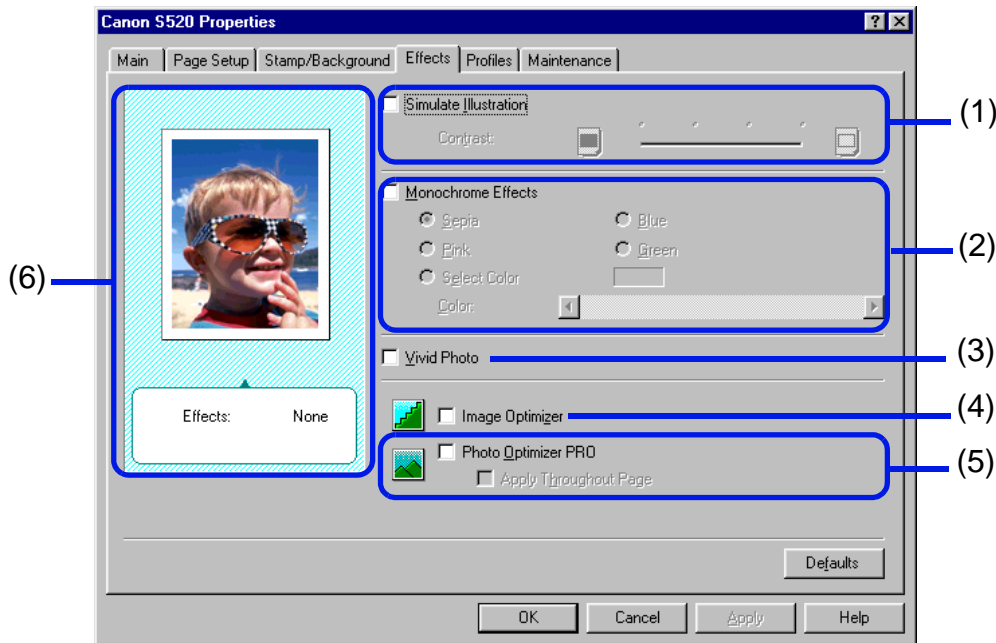 Canon S520 Properties
Main Page Setup Stamp/Background Effects Profiles Maintenance
Simulate Illustration
(1)
Contrast:
Monochrome Effects
Sepia Blue
Pink Green
(2)
Select Color
(6)
Color:
Vivid Photo
(3)
Effects: None
Image Optimizer
(4)
Photo Optimizer PRO
(5)
Apply Throughout Page
Defaults
OK Cancel Apply Help